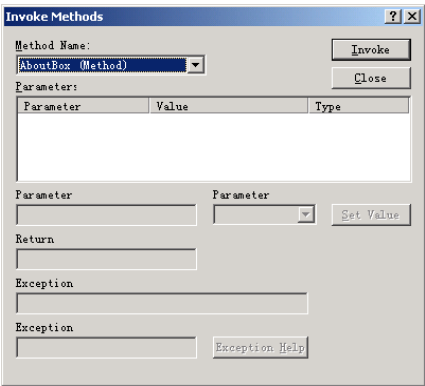 Invoke Methods
Method Name:
Invoke
AboutBox (Method)
Close
Parameters
Parameter Value Type
Parameter Parameter
Set Value
Return
Exception
Exception
Exception Help